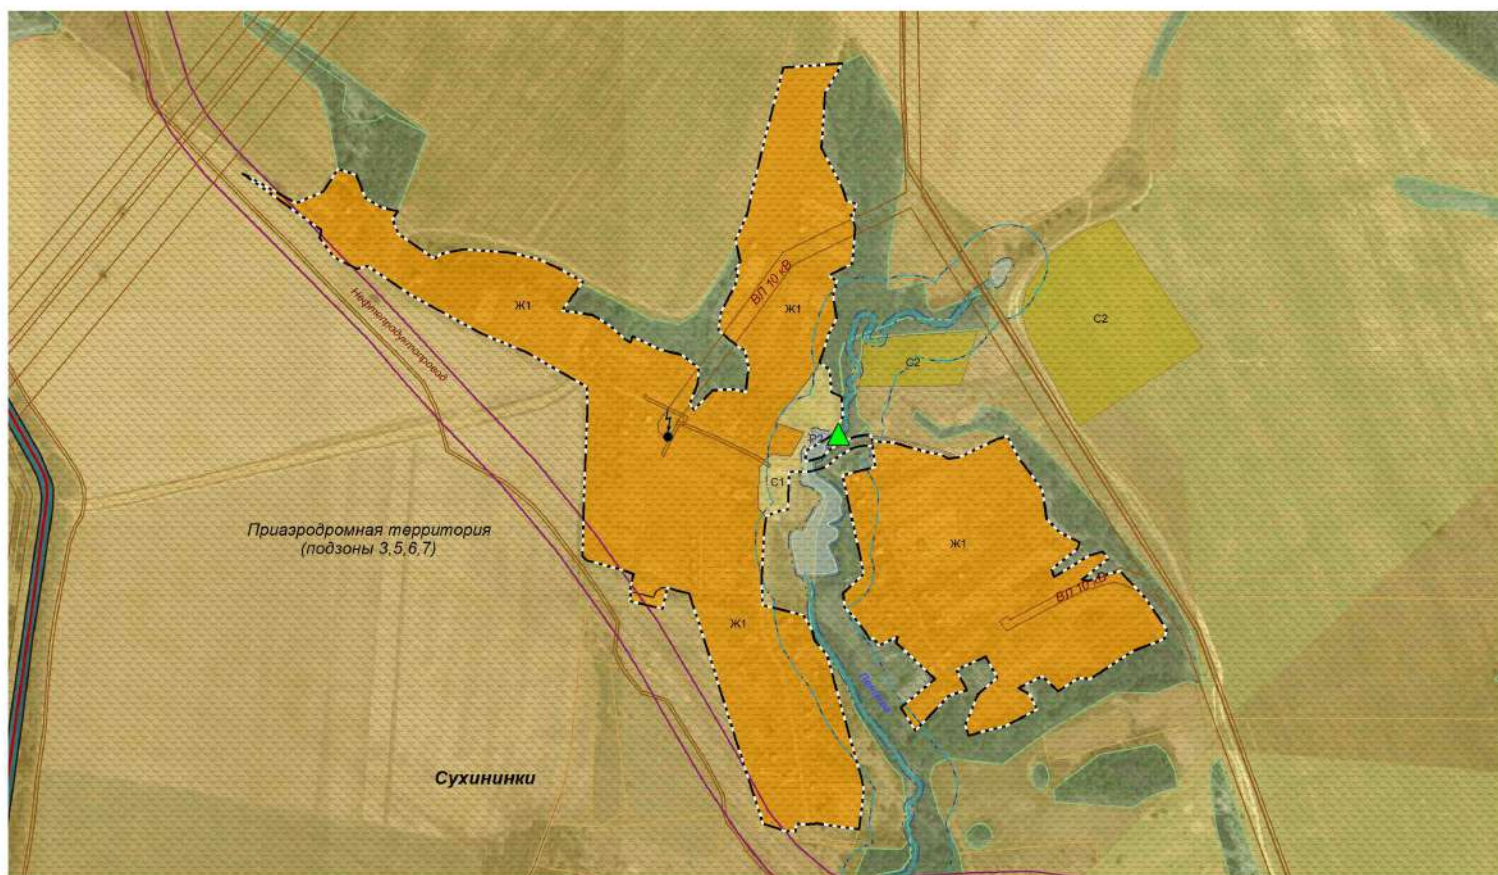 ВЛ 10 кВ
Нефтепродуктопровод
Ж1
Ж1
С2
С2
С1
Приаэродромная территория
(подзоны 3,5,6,7)
Ж1
ВЛ 10 кВ
Ж1
Сухининки